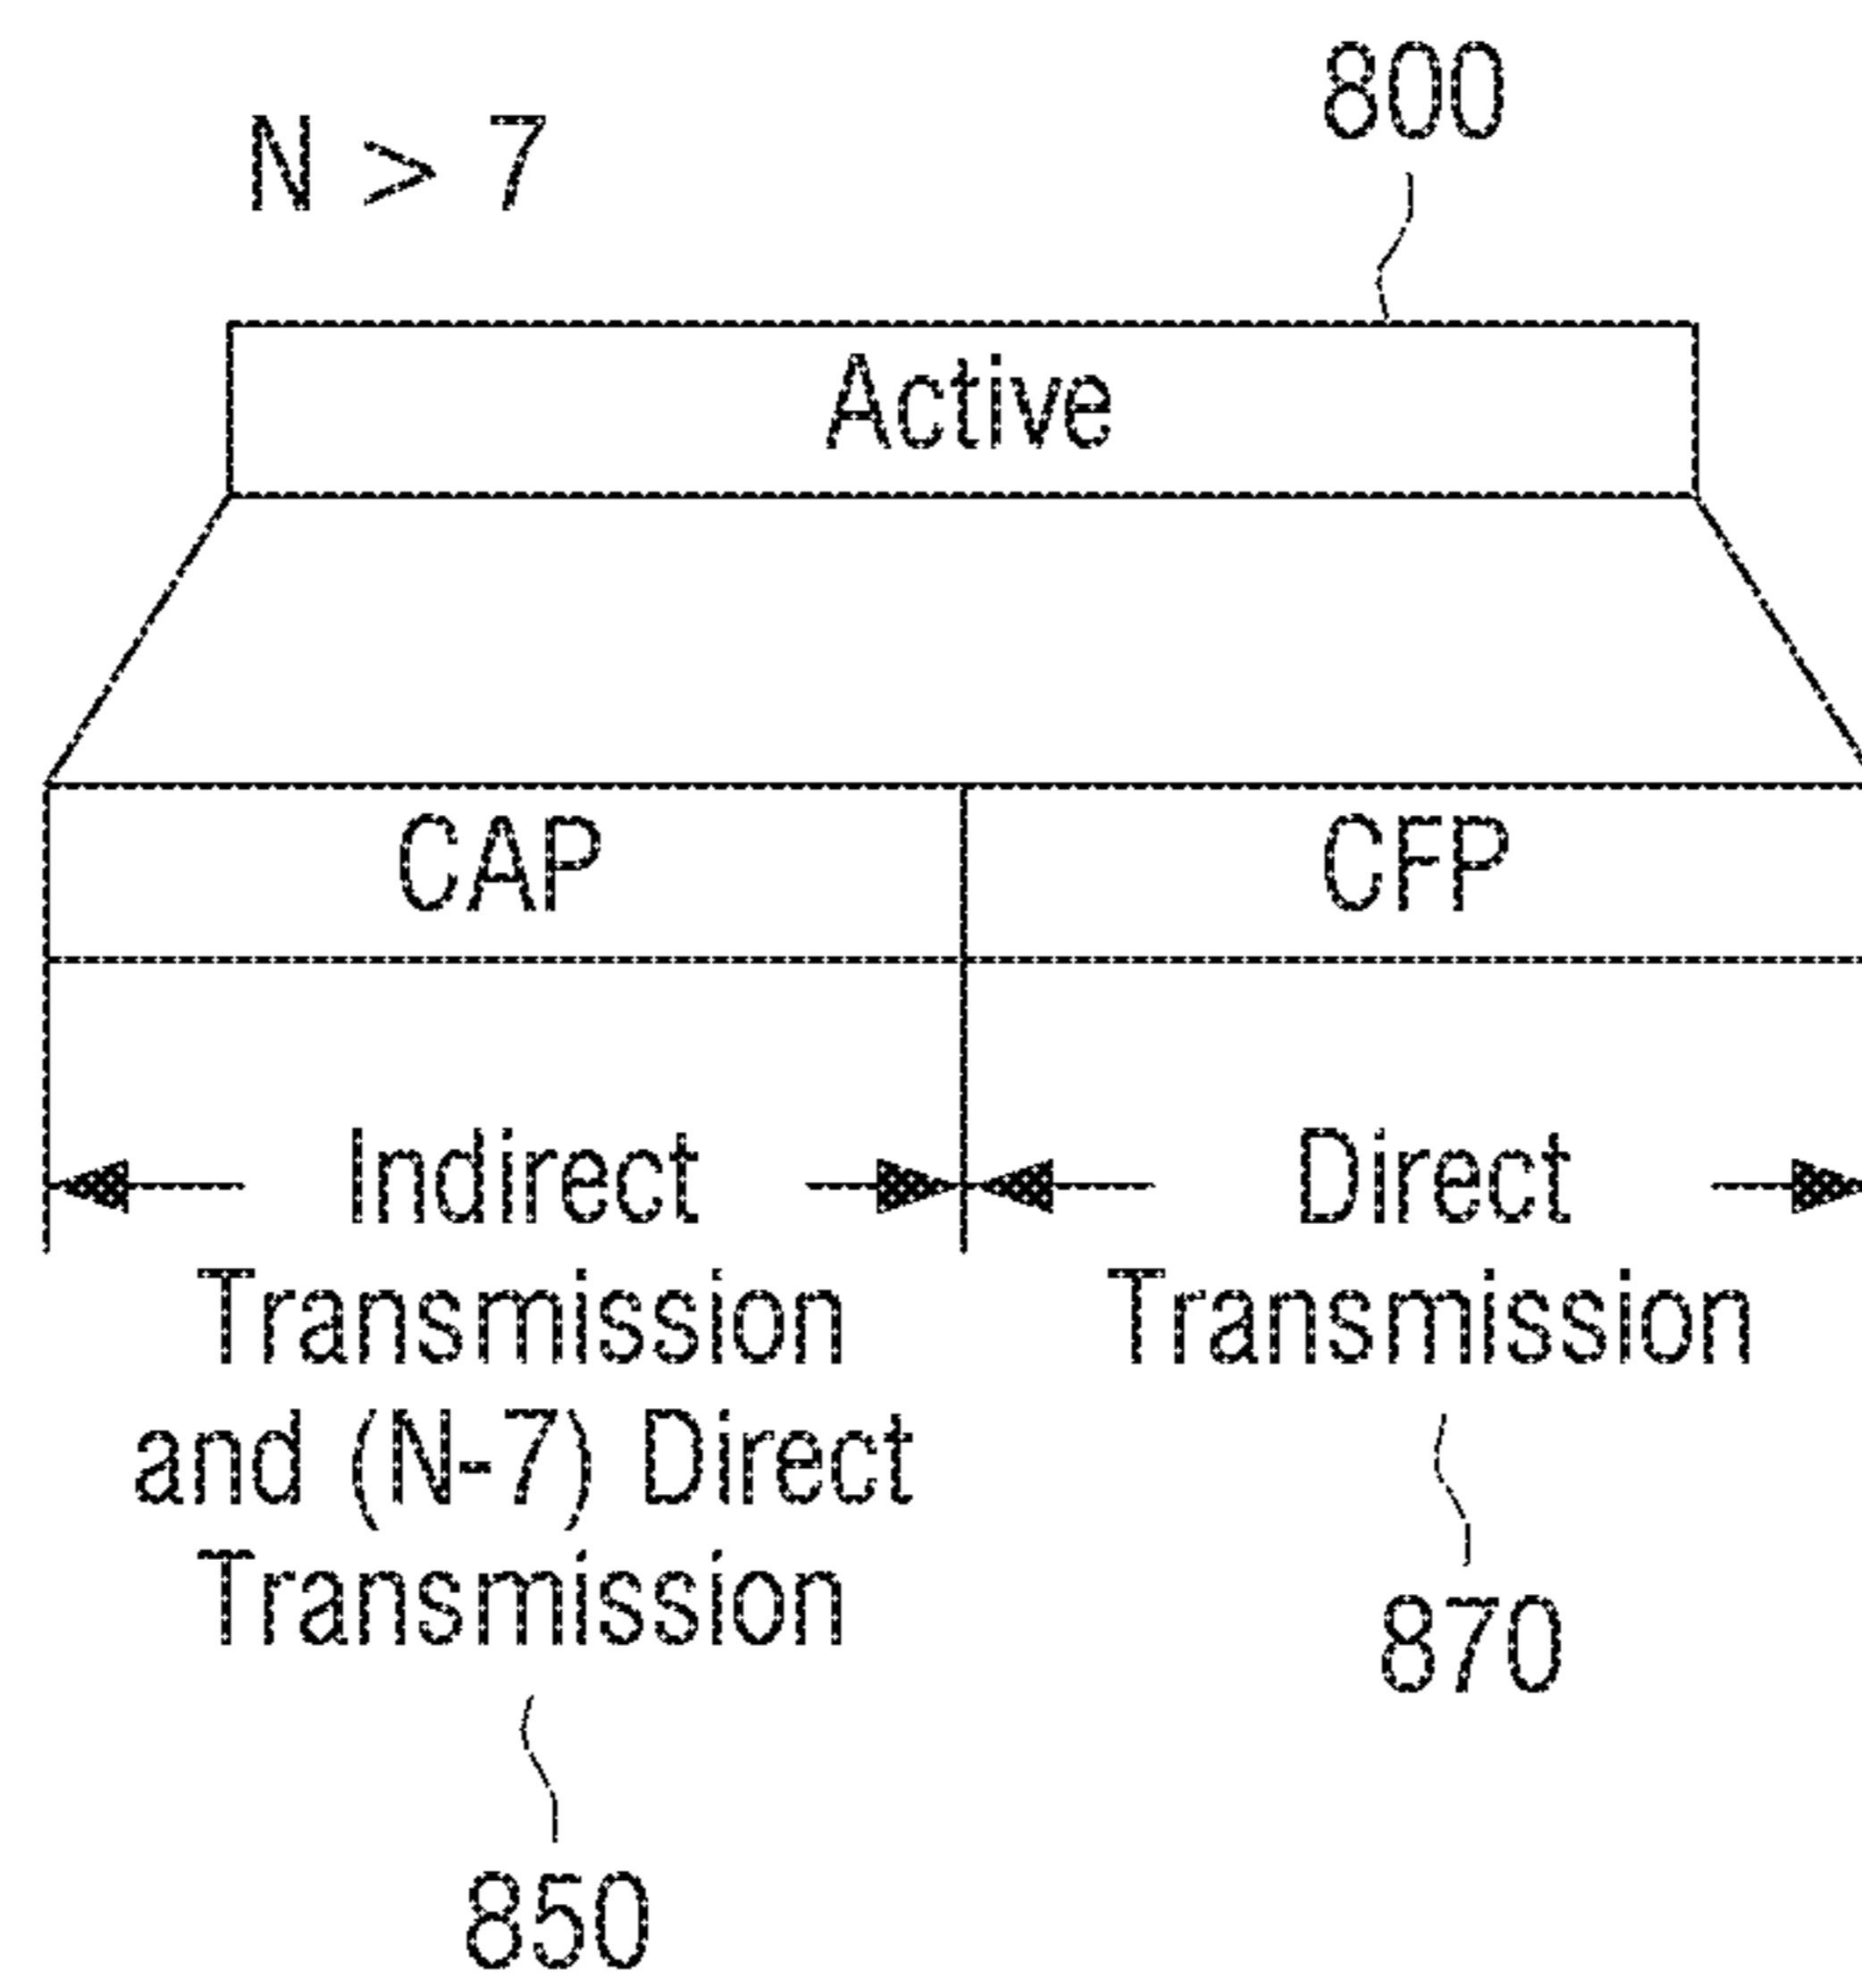 N > 7
800
Active
CAP
CFP
Indirect
Transmission
and (N-7) Direct
Transmission
Direct
Transmission
870
850